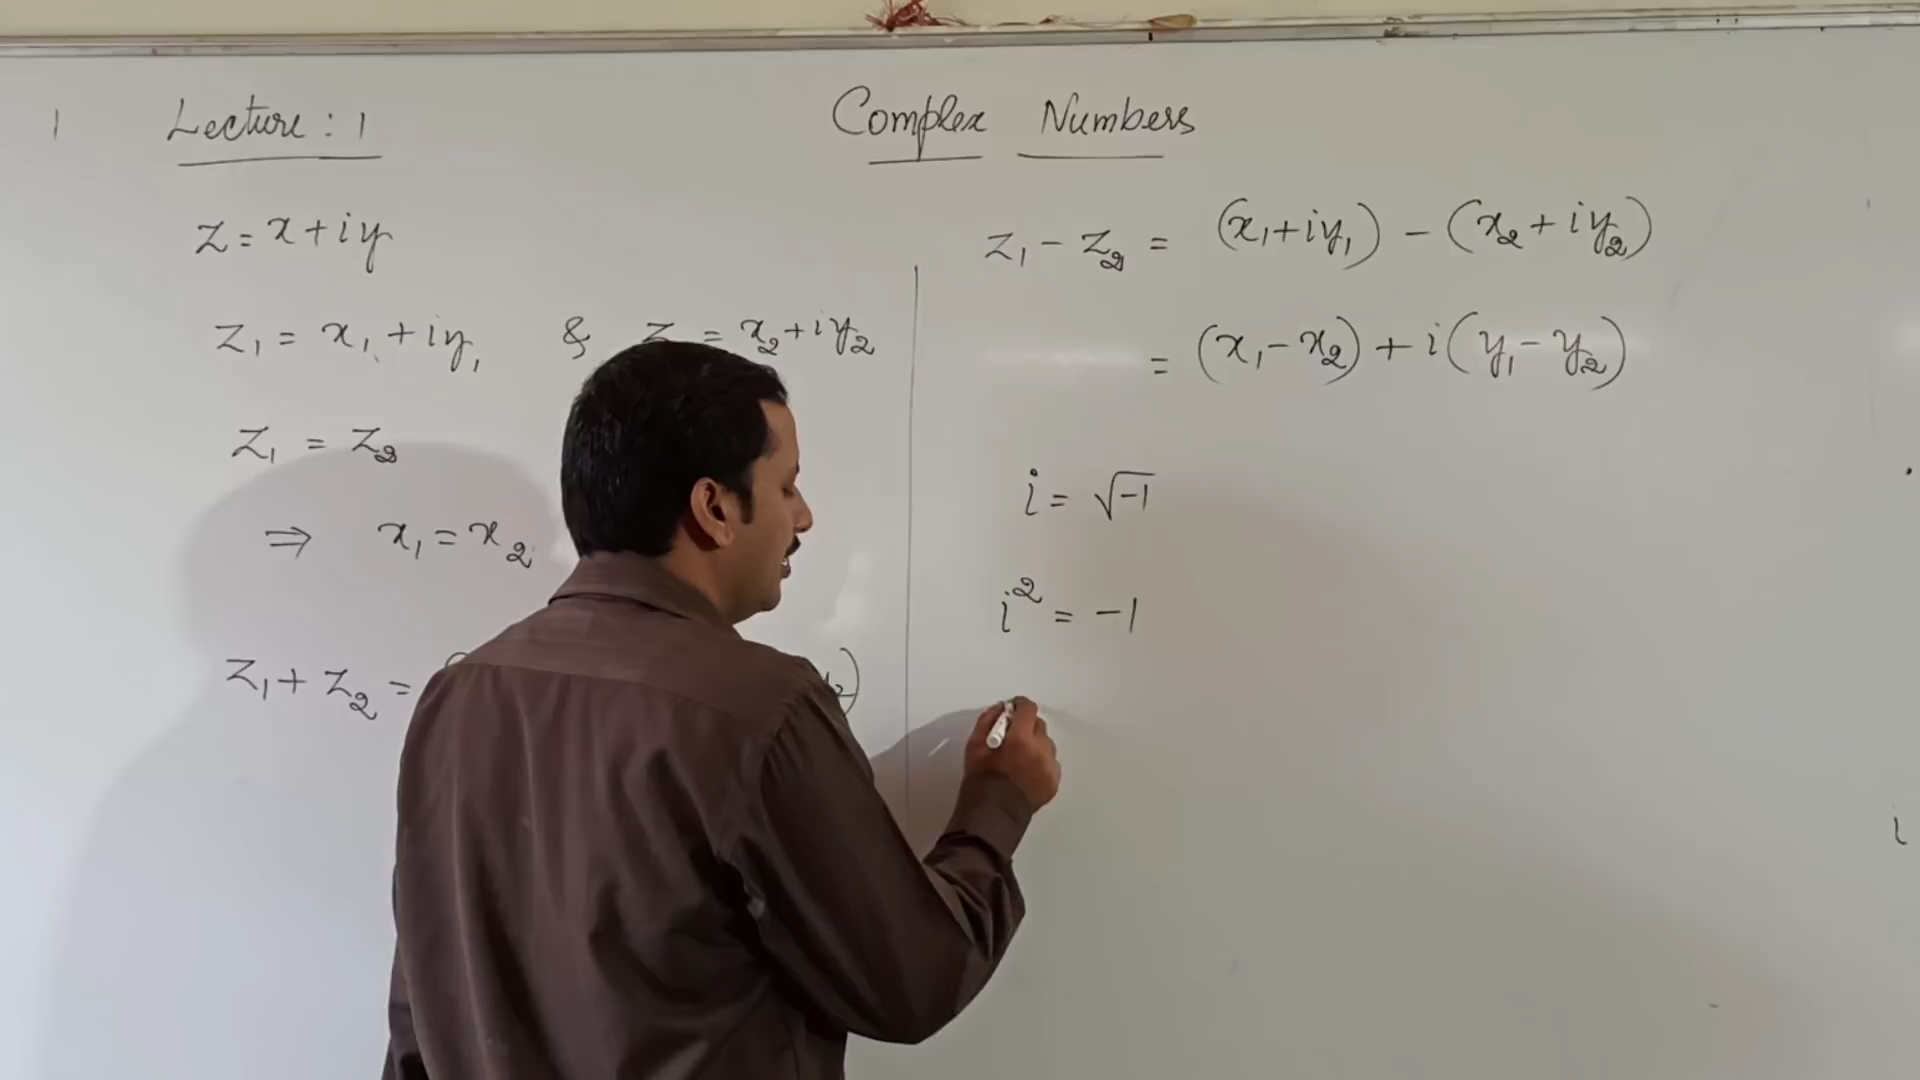 Lecture : 1
Complex Numbers
z = x + iy
z₁ = x₁ + iy₁ & z = x₂ + iy₂
z₁ = z₂
⇒ x₁ = x₂
z₁ + z₂ =
z₁ - z₂ = (x₁ + iy₁) - (x₂ + iy₂)
= (x₁ - x₂) + i(y₁ - y₂)
i = √-1
i² = -1
i